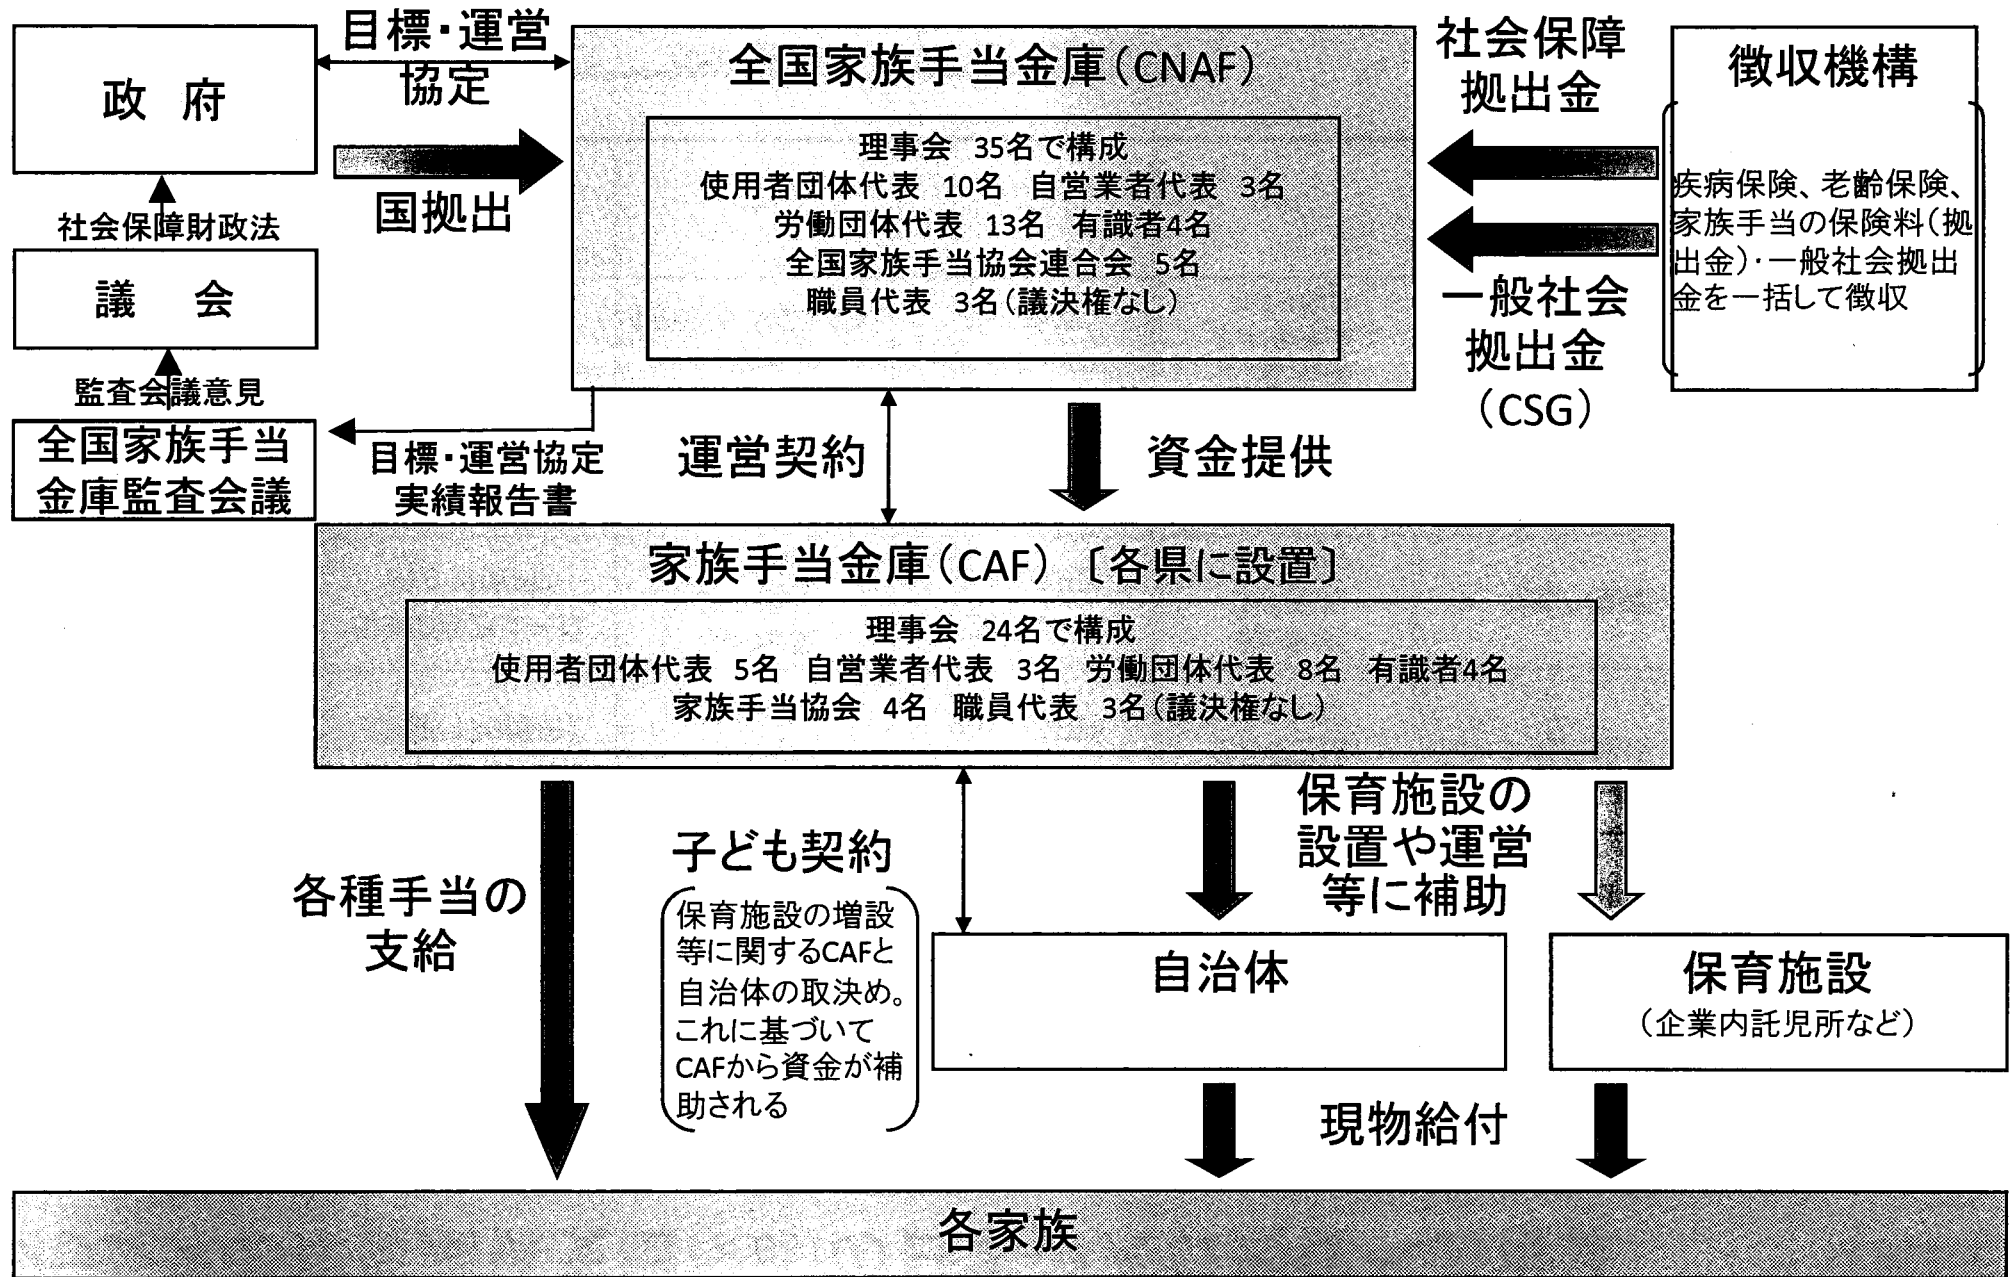 政　府
目標・運営
協定
国拠出
社会保障財政法
議　会
監査会議意見
全国家族手当
金庫監査会議
目標・運営協定
実績報告書
全国家族手当金庫(CNAF)
理事会　35名で構成
使用者団体代表　10名　自営業者代表　3名
労働団体代表　13名　有識者4名
全国家族手当協会連合会　5名
職員代表　3名(議決権なし)
社会保障
拠出金
一般社会
拠出金
(CSG)
徴収機構
疾病保険、老齢保険、
家族手当の保険料(拠
出金)・一般社会拠出
金を一括して徴収
運営契約
資金提供
家族手当金庫(CAF)　〔各県に設置〕
理事会　24名で構成
使用者団体代表　5名　自営業者代表　3名　労働団体代表　8名　有識者4名
家族手当協会　4名　職員代表　3名(議決権なし)
各種手当の
支給
子ども契約
保育施設の増設
等に関するCAFと
自治体の取決め。
これに基づいて
CAFから資金が補
助される
保育施設の
設置や運営
等に補助
自治体
保育施設
(企業内託児所など)
現物給付
各家族